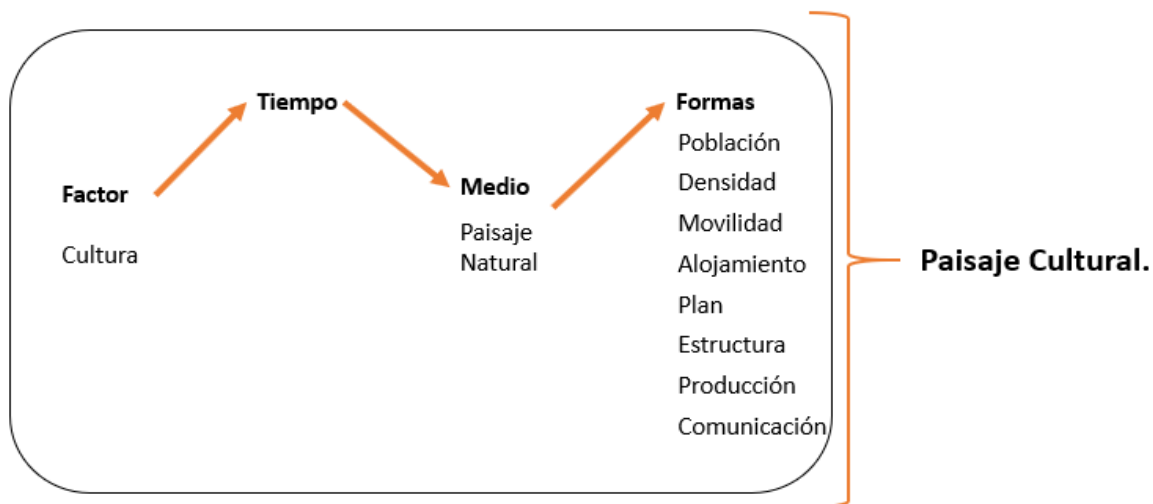 Tiempo
Formas
Población
Densidad
Movilidad
Alojamiento
Plan
Estructura
Producción
Comunicación
Factor
Cultura
Medio
Paisaje
Natural
Paisaje Cultural.